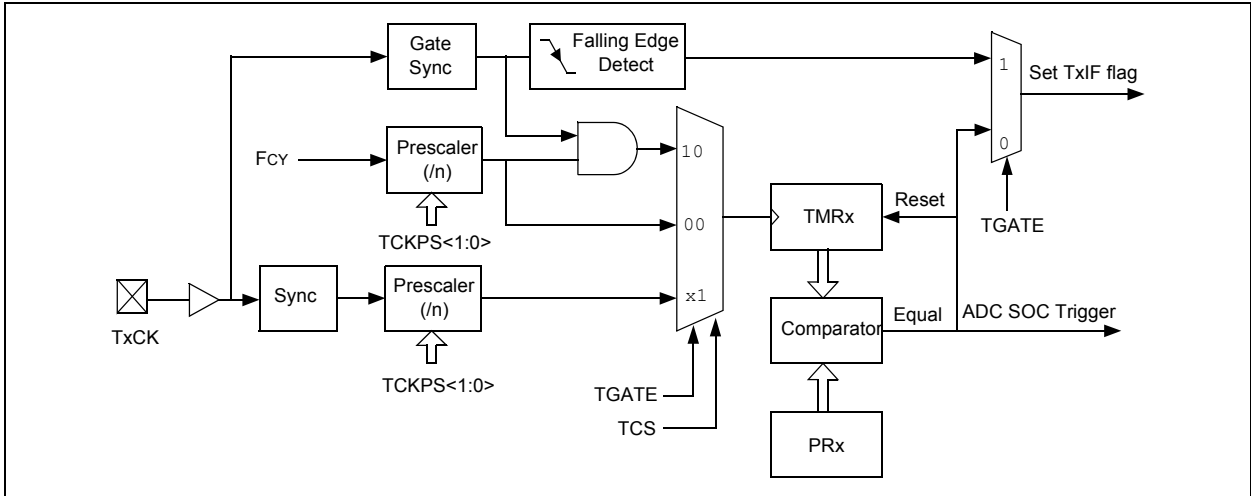 Gate
Sync
Falling Edge
Detect
1
Set TxIF flag
0
TGATE
FCY
Prescaler
(/n)
TCKPS<1:0>
10
00
x1
TMRx
Reset
TxCK
Sync
Prescaler
(/n)
TCKPS<1:0>
Comparator
Equal
ADC SOC Trigger
TGATE
TCS
PRx